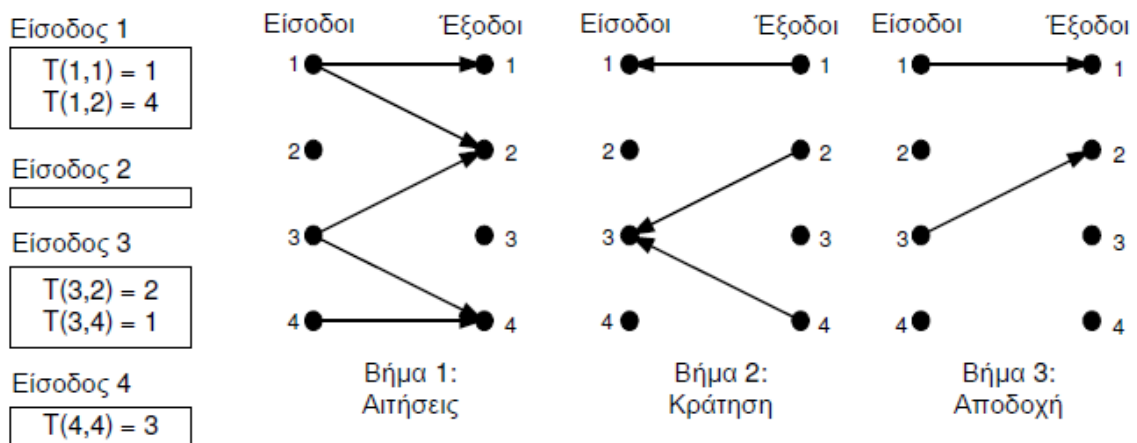 Είσοδος 1
T(1,1) = 1
T(1,2) = 4
Είσοδος 2
Είσοδος 3
T(3,2) = 2
T(3,4) = 1
Είσοδος 4
T(4,4) = 3
Είσοδοι Έξοδοι
1 1
2 2
3 3
4 4
Βήμα 1:
Αιτήσεις
Είσοδοι Έξοδοι
1 1
2 2
3 3
4 4
Βήμα 2:
Κράτηση
Είσοδοι Έξοδοι
1 1
2 2
3 3
4 4
Βήμα 3:
Αποδοχή